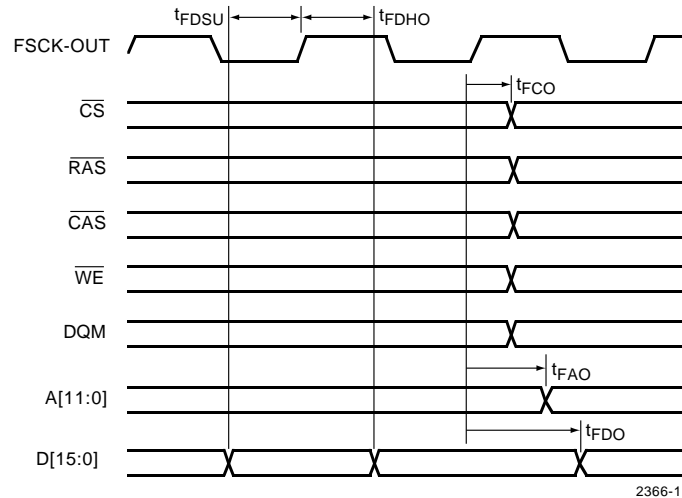 tFDSU
tFDHO
FSCK-OUT
tFCO
CS
RAS
CAS
WE
DQM
tFAO
A[11:0]
tFDO
D[15:0]
2366-1